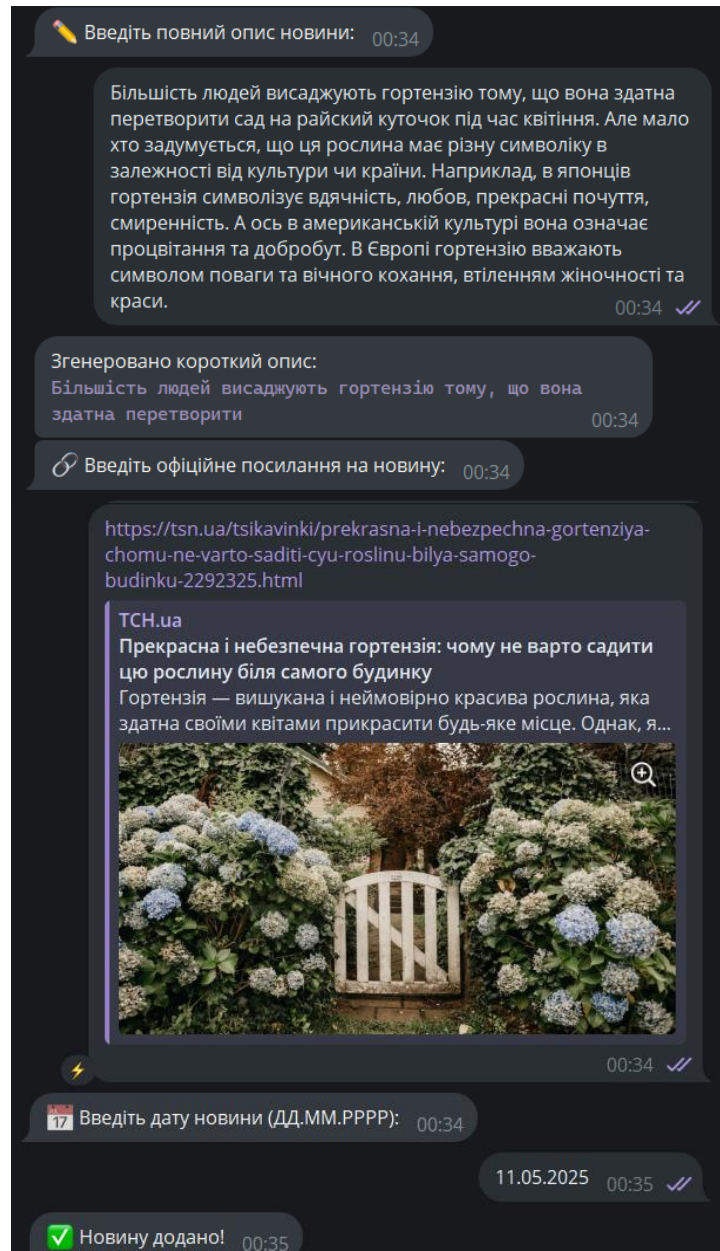 ✏️ Введіть повний опис новини: 00:34
Більшість людей висаджують гортензію тому, що вона здатна
перетворити сад на райский куточок під час квітіння. Але мало
хто задумується, що ця рослина має різну символіку в
залежності від культури чи країни. Наприклад, в японців
гортензія символізує вдячність, любов, прекрасні почуття,
смиренність. А ось в американській культурі вона означає
процвітання та добробут. В Європі гортензію вважають
символом поваги та вічного кохання, втіленням жіночності та
краси. 00:34
Згенеровано короткий опис:
Більшість людей висаджують гортензію тому, що вона
здатна перетворити 00:34
🔗 Введіть офіційне посилання на новину: 00:34
https://tsn.ua/tsikavinki/prekrasna-i-nebezpechna-gortenziya-
chomu-ne-varto-saditi-cyu-roslinu-bilya-samogo-
budinku-2292325.html
ТСН.ua
Прекрасна і небезпечна гортензія: чому не варто садити
цю рослину біля самого будинку
Гортензія — вишукана і неймовірно красива рослина, яка
здатна своїми квітами прикрасити будь-яке місце. Однак, я...
00:34
📅 Введіть дату новини (ДД.ММ.РРРР): 00:34
11.05.2025 00:35
✅ Новину додано! 00:35